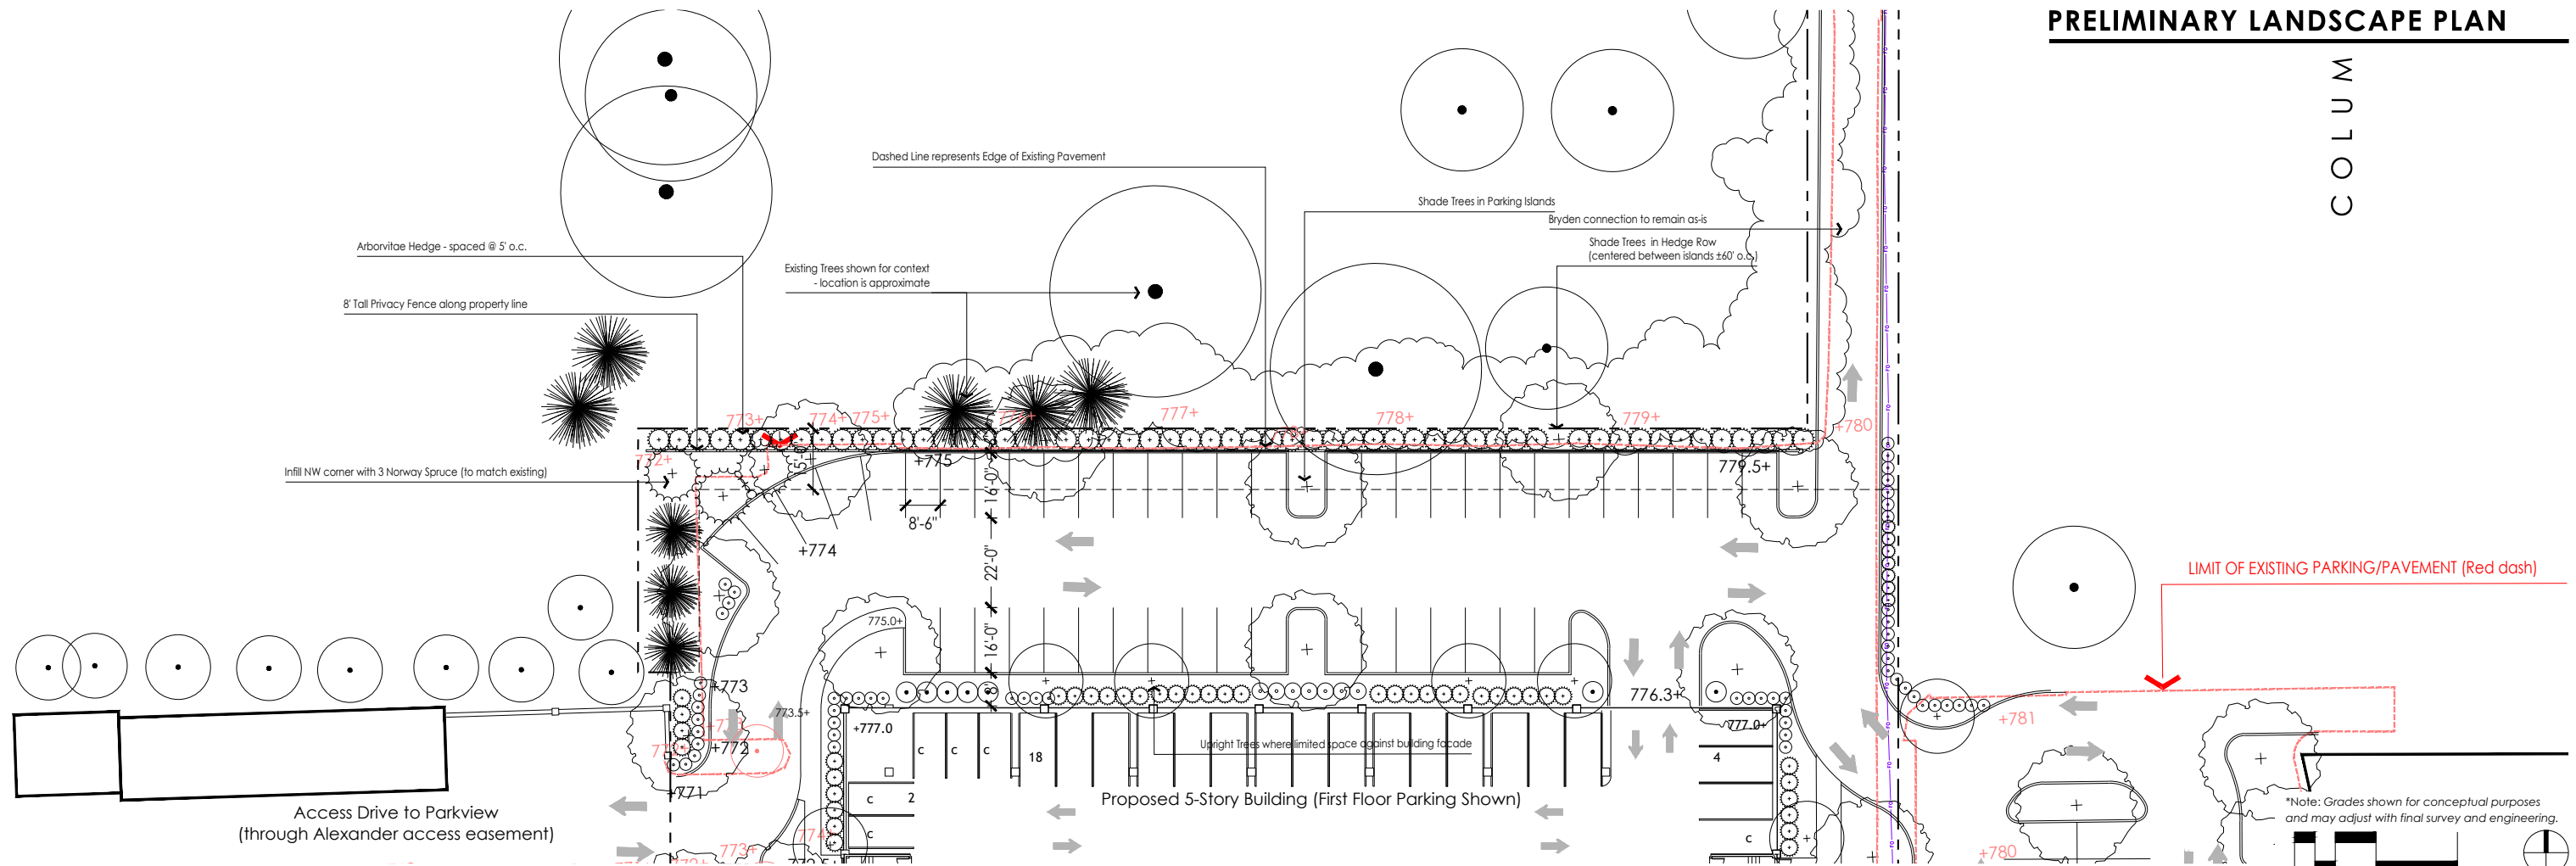 PRELIMINARY LANDSCAPE PLAN
COLUM
Dashed Line represents Edge of Existing Pavement
Shade Trees in Parking Islands
Bryden connection to remain as-is
Shade Trees in Hedge Row
(centered between islands ±60' o.c.)
Arborvitae Hedge - spaced @ 5' o.c.
Existing Trees shown for context
- location is approximate
8' Tall Privacy Fence along property line
Infill NW corner with 3 Norway Spruce (to match existing)
773+
774+
775+
777+
778+
779+
+780
772+
+775
779.5+
16'-0"
8'-6"
+774
22'-0"
16'-0"
LIMIT OF EXISTING PARKING/PAVEMENT (Red dash)
775.0+
+773
773.5+
776.3+
+777.0
777.0+
+772
+771
+781
C
C
C
18
4
Upright Trees where limited space against building facade
C
2
C
C
Proposed 5-Story Building (First Floor Parking Shown)
Access Drive to Parkview
(through Alexander access easement)
*Note: Grades shown for conceptual purposes
and may adjust with final survey and engineering.
773+
+780